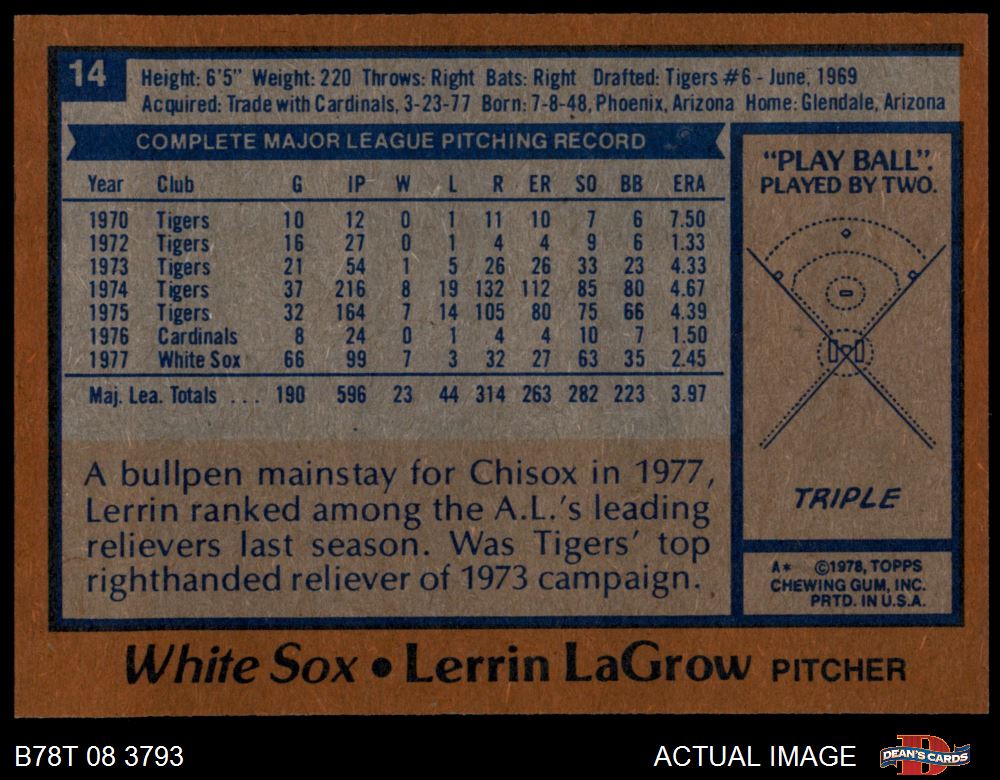 14
Height: 6'5" Weight: 220 Throws: Right Bats: Right Drafted: Tigers #6 - June, 1969
Acquired: Trade with Cardinals, 3-23-77 Born: 7-8-48, Phoenix, Arizona Home: Glendale, Arizona
COMPLETE MAJOR LEAGUE PITCHING RECORD
Year Club G IP W L R ER SO BB ERA
1970 Tigers 10 12 0 1 11 10 7 6 7.50
1972 Tigers 16 27 0 1 4 4 9 6 1.33
1973 Tigers 21 54 1 5 26 26 33 23 4.33
1974 Tigers 37 216 8 19 132 112 85 80 4.67
1975 Tigers 32 164 7 14 105 80 75 66 4.39
1976 Cardinals 8 24 0 1 4 4 10 7 1.50
1977 White Sox 66 99 7 3 32 27 63 35 2.45
Maj. Lea. Totals ... 190 596 23 44 314 263 282 223 3.97
A bullpen mainstay for Chisox in 1977,
Lerrin ranked among the A.L.'s leading
relievers last season. Was Tigers' top
righthanded reliever of 1973 campaign.
"PLAY BALL".
PLAYED BY TWO.
TRIPLE
A* ©1978, TOPPS
CHEWING GUM, INC.
PRTD. IN U.S.A.
White Sox • Lerrin LaGrow PITCHER
B78T 08 3793
ACTUAL IMAGE
DEAN'S CARDS